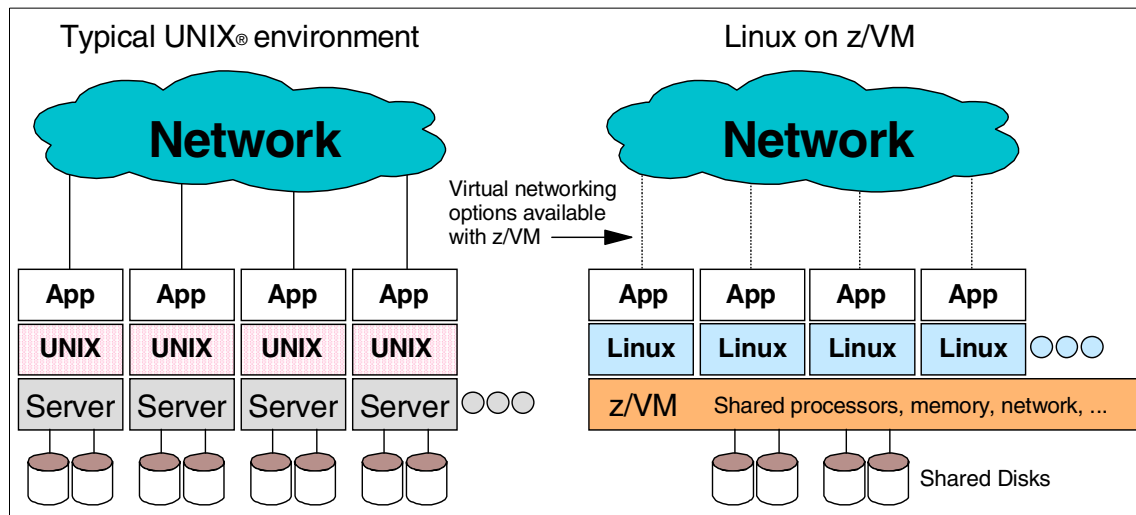 Typical UNIX® environment
Network
App App App App
UNIX UNIX UNIX UNIX
Server Server Server Server
Virtual networking
options available
with z/VM
Linux on z/VM
Network
App App App App
Linux Linux Linux Linux
z/VM Shared processors, memory, network, ...
Shared Disks